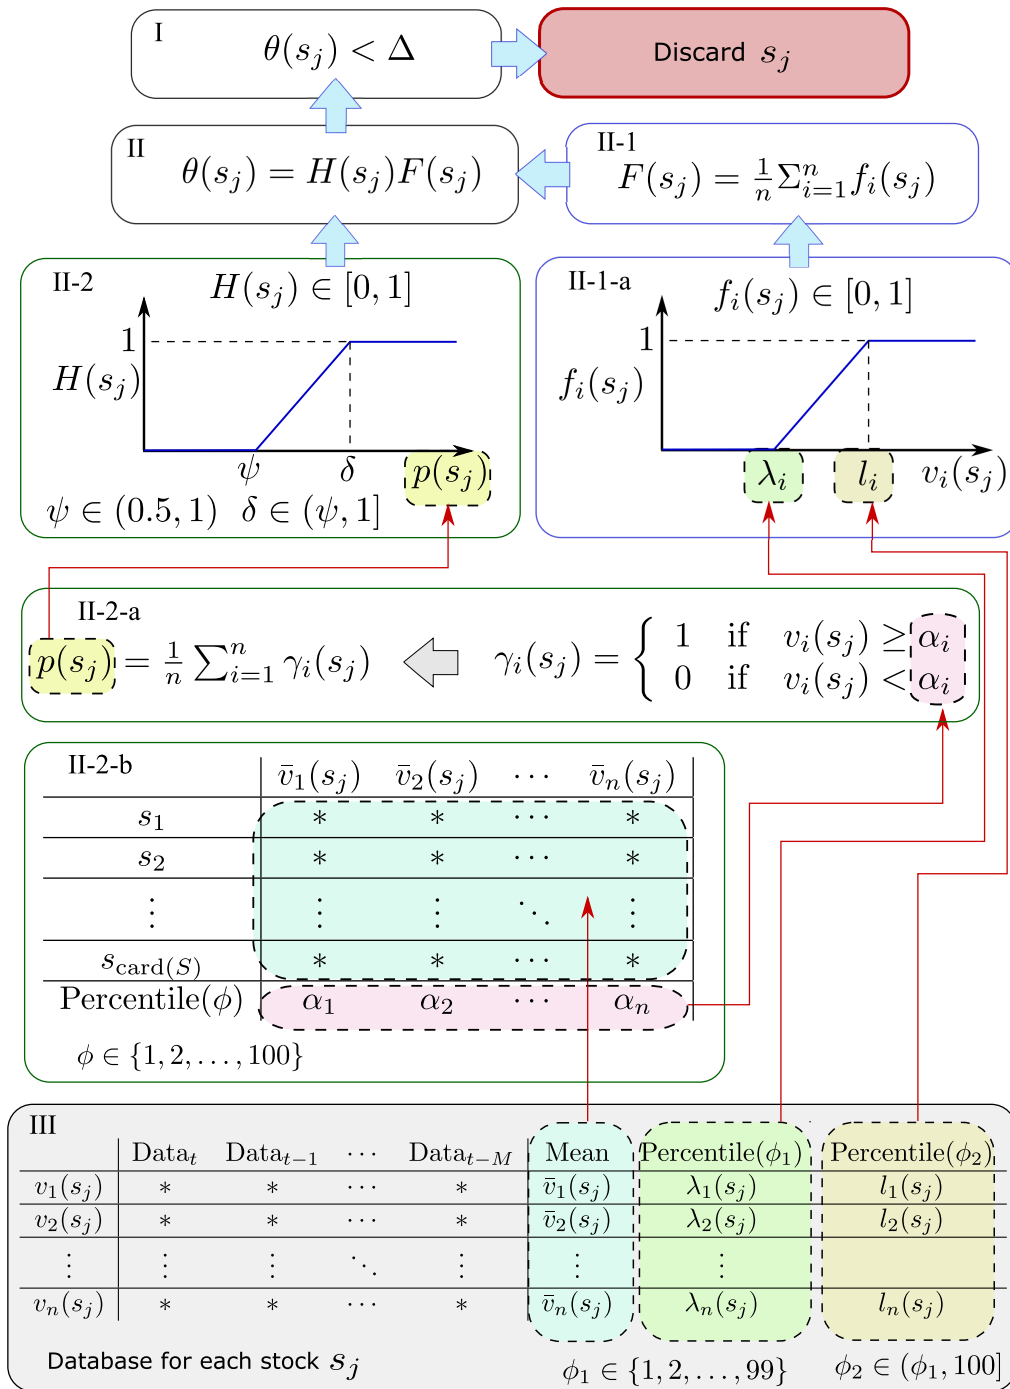 I
θ(s_j) < Δ
Discard s_j
II
θ(s_j) = H(s_j)F(s_j)
II-1
F(s_j) = 1/n Σ_{i=1}^n f_i(s_j)
II-2
H(s_j) ∈ [0, 1]
1
H(s_j)
ψ δ p(s_j)
ψ ∈ (0.5, 1) δ ∈ (ψ, 1]
II-1-a
f_i(s_j) ∈ [0, 1]
1
f_i(s_j)
λ_i l_i v_i(s_j)
II-2-a
p(s_j) = 1/n ∑_{i=1}^n γ_i(s_j)
γ_i(s_j) = {
1 if v_i(s_j) ≥ α_i
0 if v_i(s_j) < α_i
II-2-b
v̄_1(s_j) v̄_2(s_j) ⋯ v̄_n(s_j)
s_1 * * ⋯ *
s_2 * * ⋯ *
⋮ ⋮ ⋮ ⋱ ⋮
s_{card(S)} * * ⋯ *
Percentile(ϕ) α_1 α_2 ⋯ α_n
ϕ ∈ {1, 2, . . . , 100}
III
Data_t Data_{t−1} ⋯ Data_{t−M} Mean Percentile(ϕ_1) Percentile(ϕ_2)
v_1(s_j) * * ⋯ * v̄_1(s_j) λ_1(s_j) l_1(s_j)
v_2(s_j) * * ⋯ * v̄_2(s_j) λ_2(s_j) l_2(s_j)
⋮ ⋮ ⋮ ⋱ ⋮ ⋮ ⋮
v_n(s_j) * * ⋯ * v̄_n(s_j) λ_n(s_j) l_n(s_j)
Database for each stock s_j
ϕ_1 ∈ {1, 2, . . . , 99}
ϕ_2 ∈ (ϕ_1, 100]